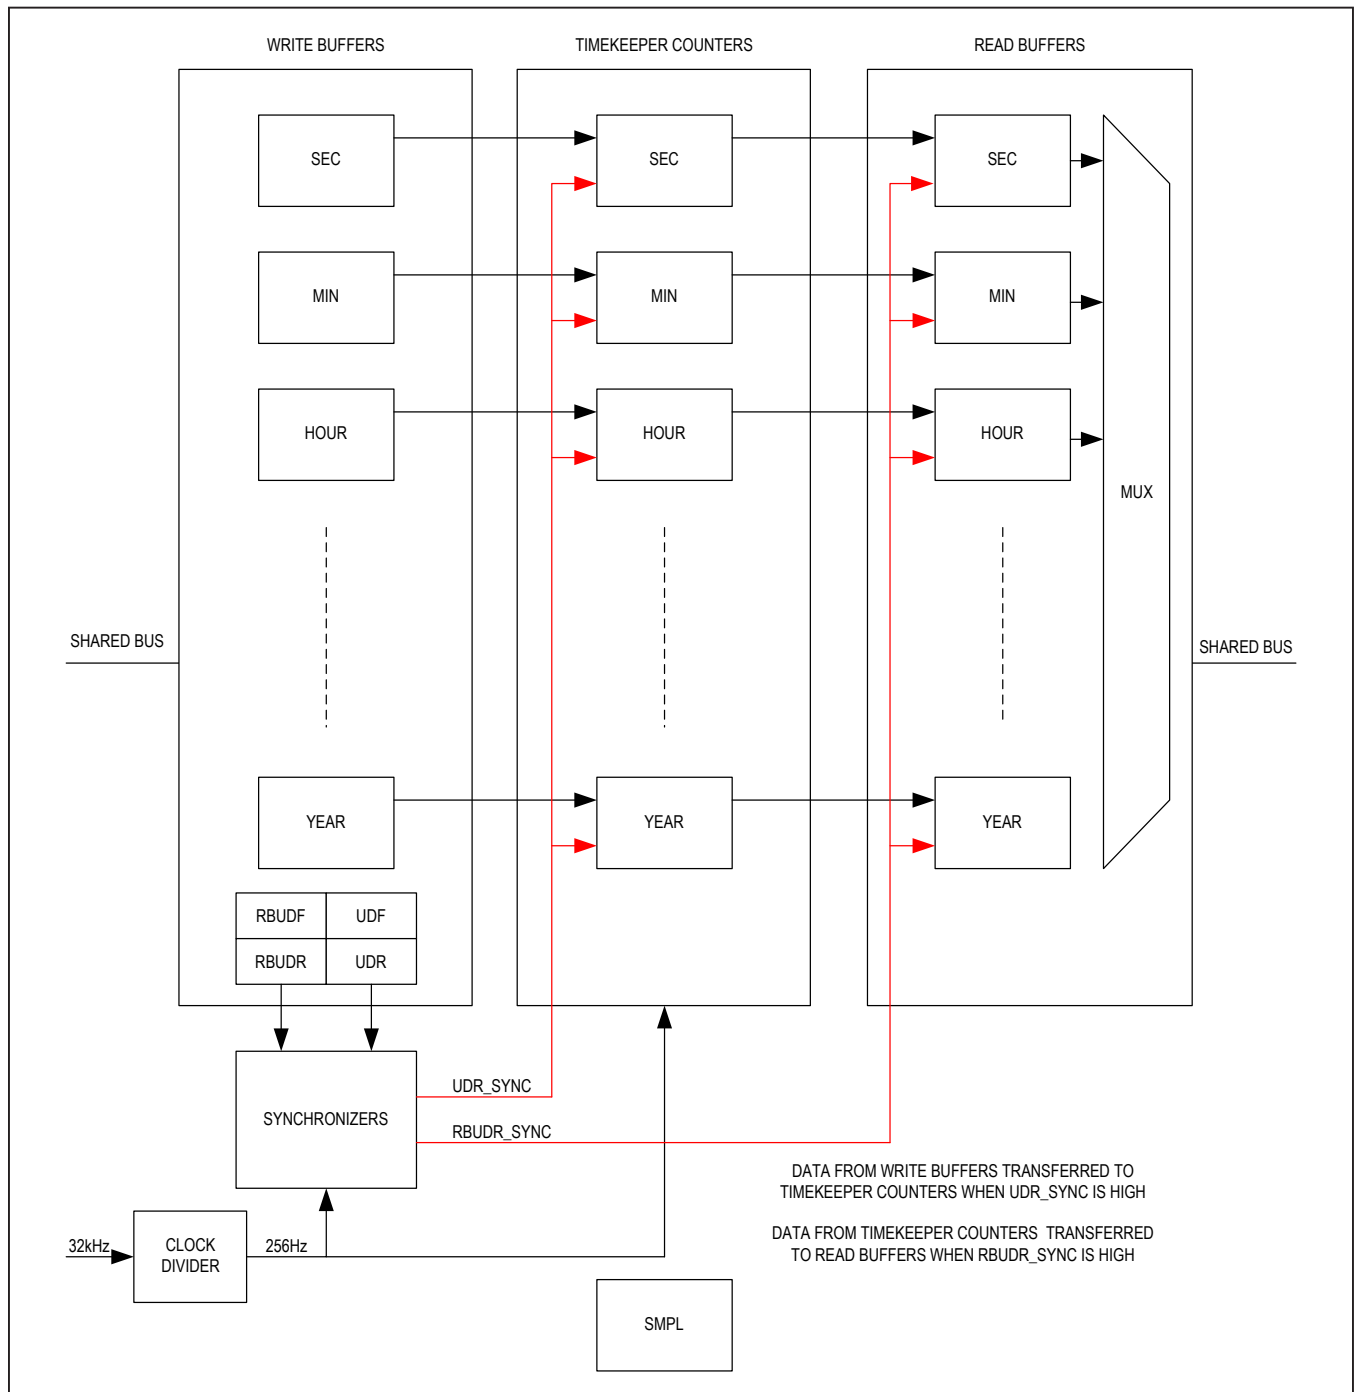 WRITE BUFFERS
TIMEKEEPER COUNTERS
READ BUFFERS
SEC
SEC
SEC
MIN
MIN
MIN
HOUR
HOUR
HOUR
MUX
SHARED BUS
SHARED BUS
YEAR
YEAR
YEAR
RBUDF
UDF
RBUDR
UDR
SYNCHRONIZERS
UDR_SYNC
RBUDR_SYNC
DATA FROM WRITE BUFFERS TRANSFERRED TO
TIMEKEEPER COUNTERS WHEN UDR_SYNC IS HIGH
DATA FROM TIMEKEEPER COUNTERS TRANSFERRED
TO READ BUFFERS WHEN RBUDR_SYNC IS HIGH
32kHz
CLOCK
DIVIDER
256Hz
SMPL